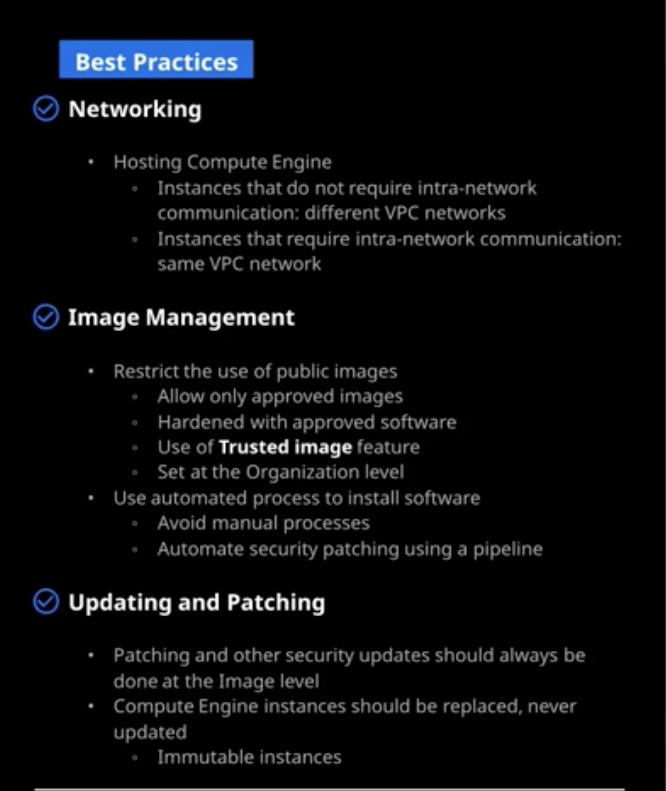 Best Practices
Networking
• Hosting Compute Engine
◦ Instances that do not require intra-network
communication: different VPC networks
◦ Instances that require intra-network communication:
same VPC network
Image Management
• Restrict the use of public images
◦ Allow only approved images
◦ Hardened with approved software
◦ Use of Trusted image feature
◦ Set at the Organization level
• Use automated process to install software
◦ Avoid manual processes
◦ Automate security patching using a pipeline
Updating and Patching
• Patching and other security updates should always be
done at the Image level
• Compute Engine instances should be replaced, never
updated
◦ Immutable instances